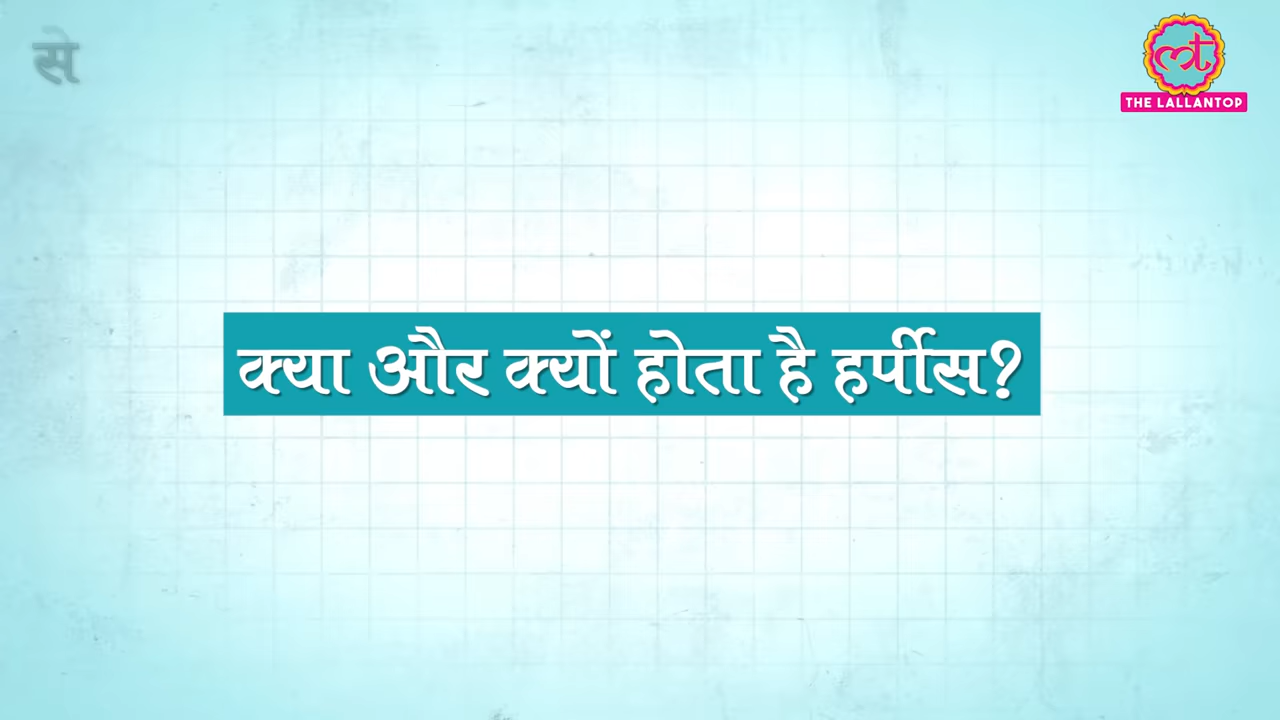 से
THE LALLANTOP
क्या और क्यों होता है हर्पीस?